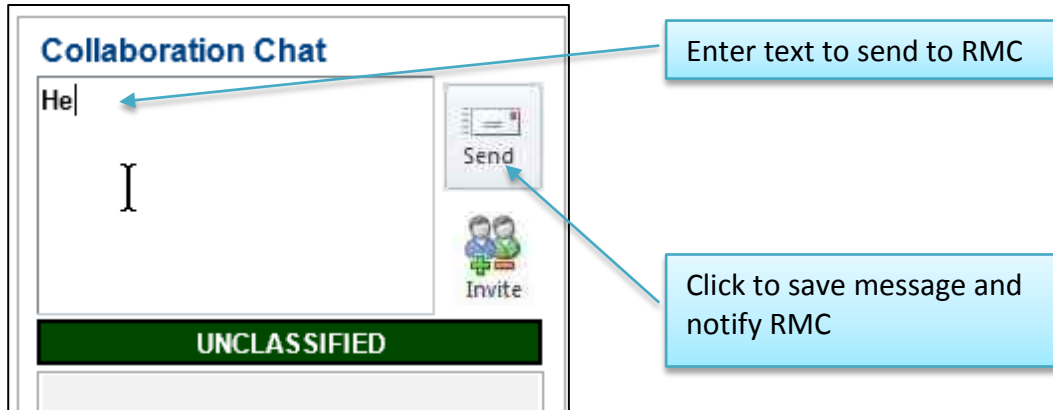 Collaboration Chat
He
Send
Invite
UNCLASSIFIED
Enter text to send to RMC
Click to save message and
notify RMC